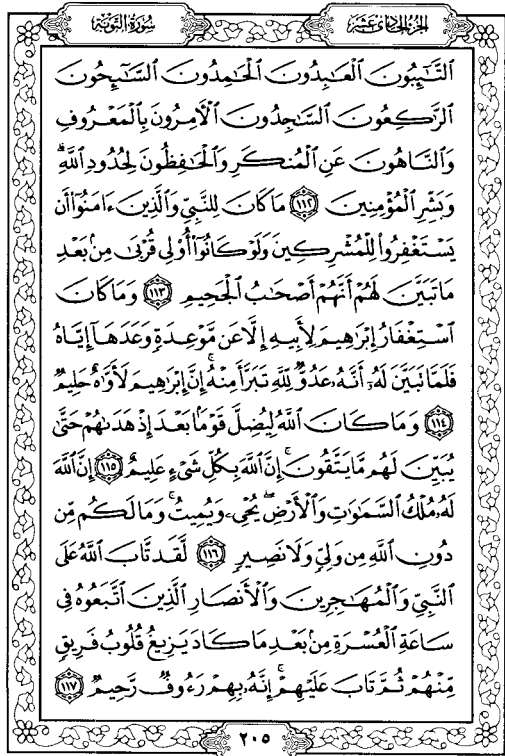 الجزء الحادي عشر
سورة التوبة
ٱلتَّـٰٓئِبُونَ ٱلْعَـٰبِدُونَ ٱلْحَـٰمِدُونَ ٱلسَّـٰٓئِحُونَ
ٱلرَّٰكِعُونَ ٱلسَّـٰجِدُونَ ٱلْـَٔامِرُونَ بِٱلْمَعْرُوفِ
وَٱلنَّاهُونَ عَنِ ٱلْمُنكَرِ وَٱلْحَـٰفِظُونَ لِحُدُودِ ٱللَّهِ ۗ
وَبَشِّرِ ٱلْمُؤْمِنِينَ ١١٢ مَا كَانَ لِلنَّبِىِّ وَٱلَّذِينَ ءَامَنُوٓا۟ أَن
يَسْتَغْفِرُوا۟ لِلْمُشْرِكِينَ وَلَوْ كَانُوٓا۟ أُو۟لِى قُرْبَىٰ مِنۢ بَعْدِ
مَا تَبَيَّنَ لَهُمْ أَنَّهُمْ أَصْحَـٰبُ ٱلْجَحِيمِ ١١٣ وَمَا كَانَ
ٱسْتِغْفَارُ إِبْرَٰهِيمَ لِأَبِيهِ إِلَّا عَن مَّوْعِدَةٍ وَعَدَهَآ إِيَّاهُ
فَلَمَّا تَبَيَّنَ لَهُۥٓ أَنَّهُۥ عَدُوٌّ لِّلَّهِ تَبَرَّأَ مِنْهُ ۚ إِنَّ إِبْرَٰهِيمَ لَأَوَّٰهٌ حَلِيمٌ
١١٤ وَمَا كَانَ ٱللَّهُ لِيُضِلَّ قَوْمًۢا بَعْدَ إِذْ هَدَىٰهُمْ حَتَّىٰ
يُبَيِّنَ لَهُم مَّا يَتَّقُونَ ۚ إِنَّ ٱللَّهَ بِكُلِّ شَىْءٍ عَلِيمٌ ١١٥ إِنَّ ٱللَّهَ
لَهُۥ مُلْكُ ٱلسَّمَـٰوَٰتِ وَٱلْأَرْضِ ۖ يُحْىِۦ وَيُمِيتُ ۚ وَمَا لَكُم مِّن
دُونِ ٱللَّهِ مِن وَلِىٍّ وَلَا نَصِيرٍ ١١٦ لَّقَد تَّابَ ٱللَّهُ عَلَى
ٱلنَّبِىِّ وَٱلْمُهَـٰجِرِينَ وَٱلْأَنصَارِ ٱلَّذِينَ ٱتَّبَعُوهُ فِى
سَاعَةِ ٱلْعُسْرَةِ مِنۢ بَعْدِ مَا كَادَ يَزِيغُ قُلُوبُ فَرِيقٍ
مِّنْهُمْ ثُمَّ تَابَ عَلَيْهِمْ ۚ إِنَّهُۥ بِهِمْ رَءُوفٌ رَّحِيمٌ ١١٧
٢٠٥